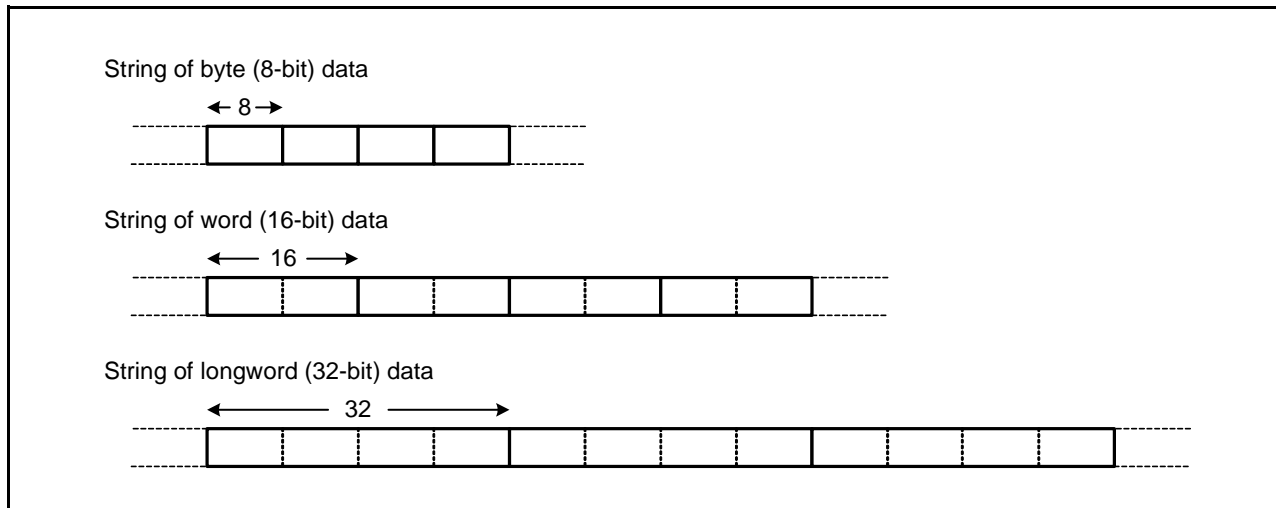 String of byte (8-bit) data
8
String of word (16-bit) data
16
String of longword (32-bit) data
32